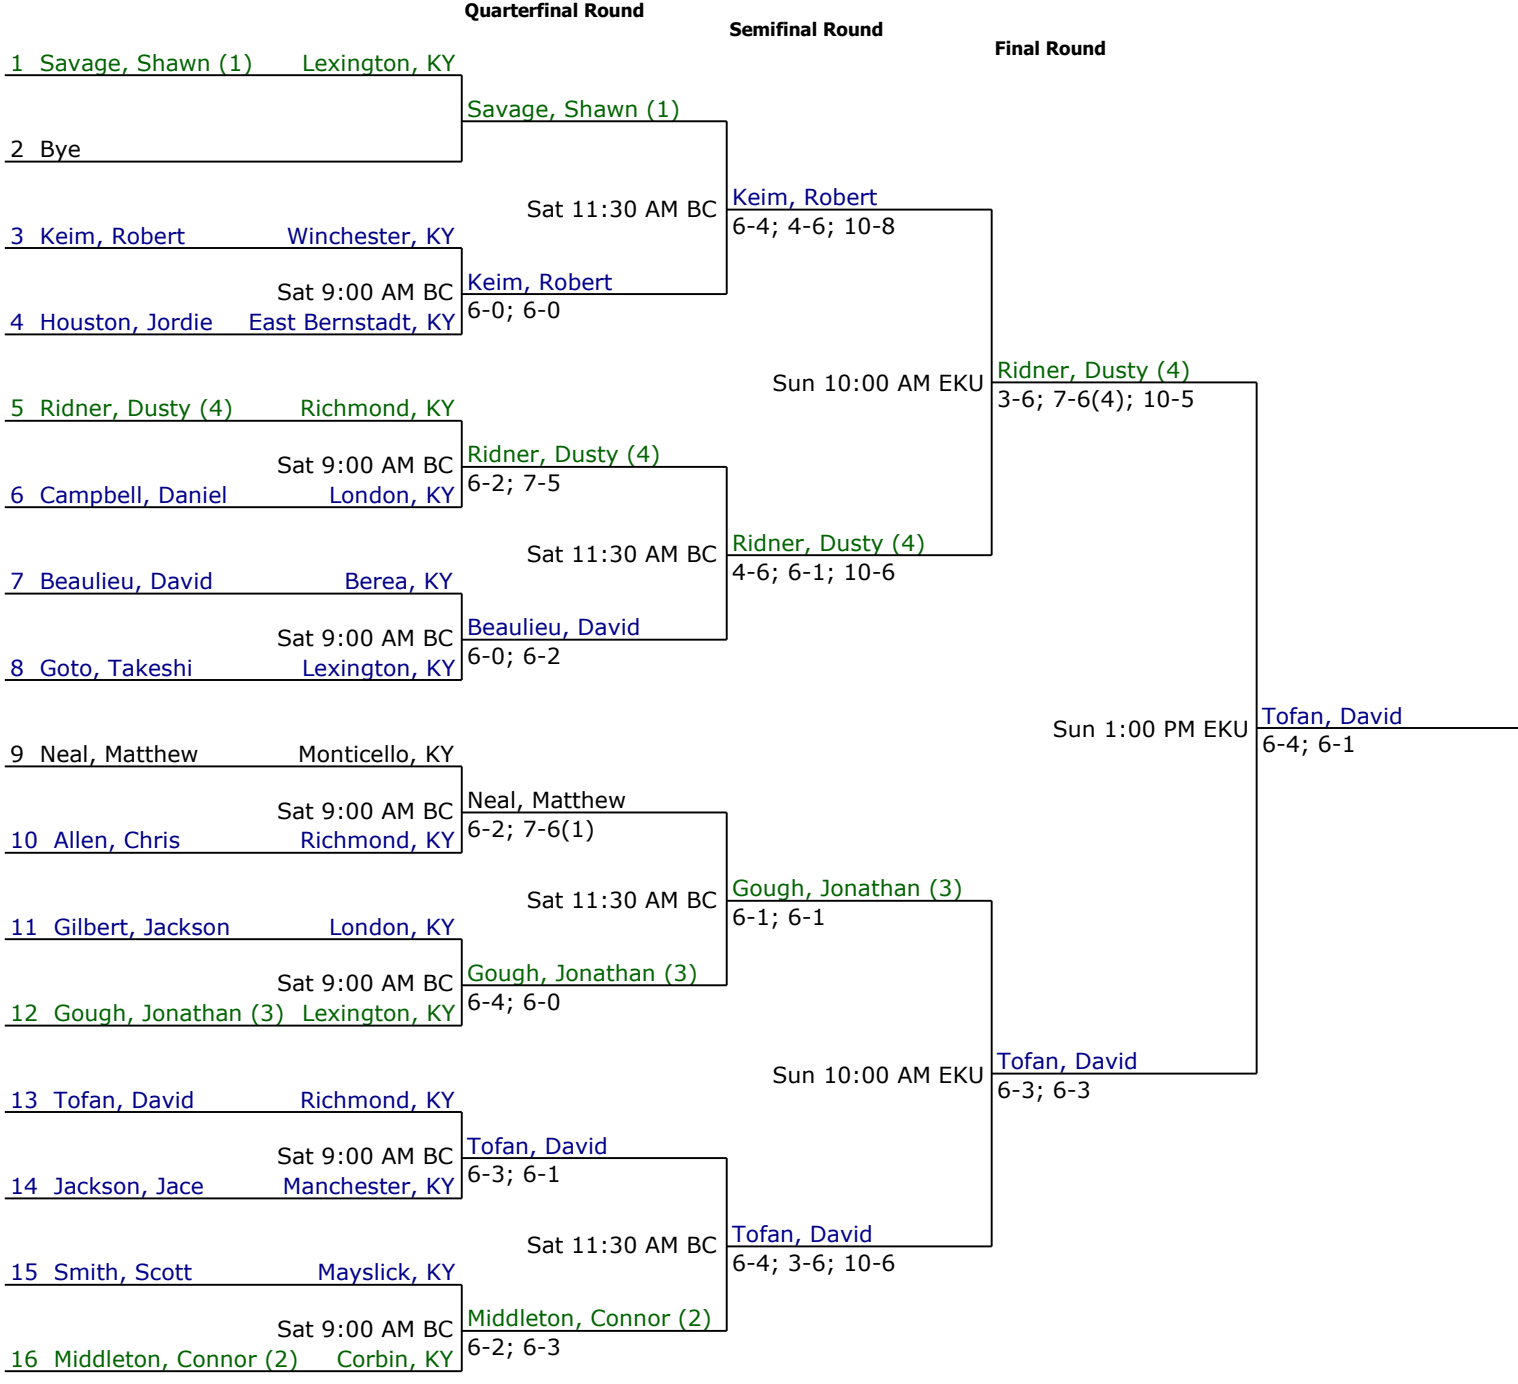 Quarterfinal Round
Semifinal Round
Final Round
1 Savage, Shawn (1) Lexington, KY
Savage, Shawn (1)
2 Bye
Sat 11:30 AM BC
Keim, Robert
6-4; 4-6; 10-8
3 Keim, Robert Winchester, KY
Sat 9:00 AM BC
Keim, Robert
6-0; 6-0
4 Houston, Jordie East Bernstadt, KY
Sun 10:00 AM EKU
Ridner, Dusty (4)
3-6; 7-6(4); 10-5
5 Ridner, Dusty (4) Richmond, KY
Sat 9:00 AM BC
Ridner, Dusty (4)
6-2; 7-5
6 Campbell, Daniel London, KY
Sat 11:30 AM BC
Ridner, Dusty (4)
4-6; 6-1; 10-6
7 Beaulieu, David Berea, KY
Sat 9:00 AM BC
Beaulieu, David
6-0; 6-2
8 Goto, Takeshi Lexington, KY
Sun 1:00 PM EKU
Tofan, David
6-4; 6-1
9 Neal, Matthew Monticello, KY
Sat 9:00 AM BC
Neal, Matthew
6-2; 7-6(1)
10 Allen, Chris Richmond, KY
Sat 11:30 AM BC
Gough, Jonathan (3)
6-1; 6-1
11 Gilbert, Jackson London, KY
Sat 9:00 AM BC
Gough, Jonathan (3)
6-4; 6-0
12 Gough, Jonathan (3) Lexington, KY
Sun 10:00 AM EKU
Tofan, David
6-3; 6-3
13 Tofan, David Richmond, KY
Sat 9:00 AM BC
Tofan, David
6-3; 6-1
14 Jackson, Jace Manchester, KY
Sat 11:30 AM BC
Tofan, David
6-4; 3-6; 10-6
15 Smith, Scott Mayslick, KY
Sat 9:00 AM BC
Middleton, Connor (2)
6-2; 6-3
16 Middleton, Connor (2) Corbin, KY